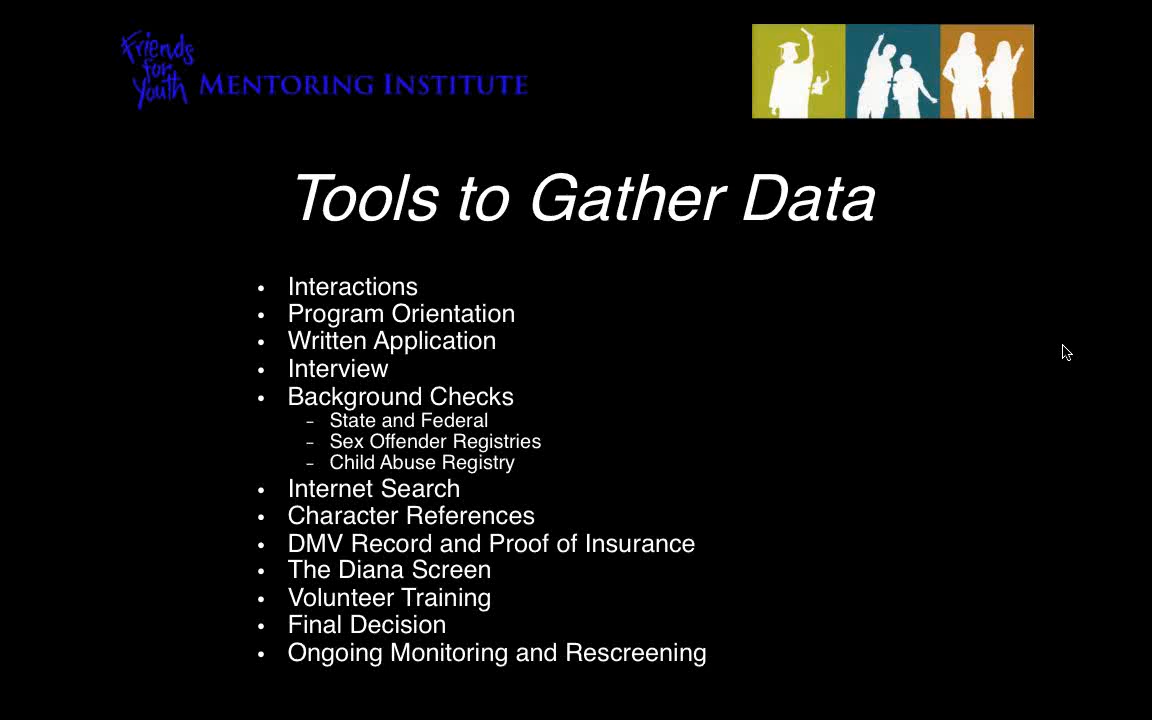 Friends
for
Youth
MENTORING INSTITUTE
Tools to Gather Data
• Interactions
• Program Orientation
• Written Application
• Interview
• Background Checks
– State and Federal
– Sex Offender Registries
– Child Abuse Registry
• Internet Search
• Character References
• DMV Record and Proof of Insurance
• The Diana Screen
• Volunteer Training
• Final Decision
• Ongoing Monitoring and Rescreening